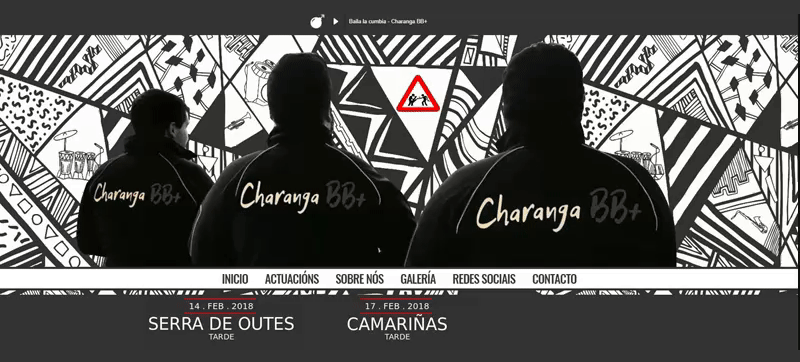 Baila la cumbia - Charanga BB+
Charanga BB+
Charanga BB+
Charanga BB+
INICIO ACTUACIÓNS SOBRE NÓS GALERÍA REDES SOCIAIS CONTACTO
14 . FEB . 2018
SERRA DE OUTES
TARDE
17 . FEB . 2018
CAMARIÑAS
TARDE